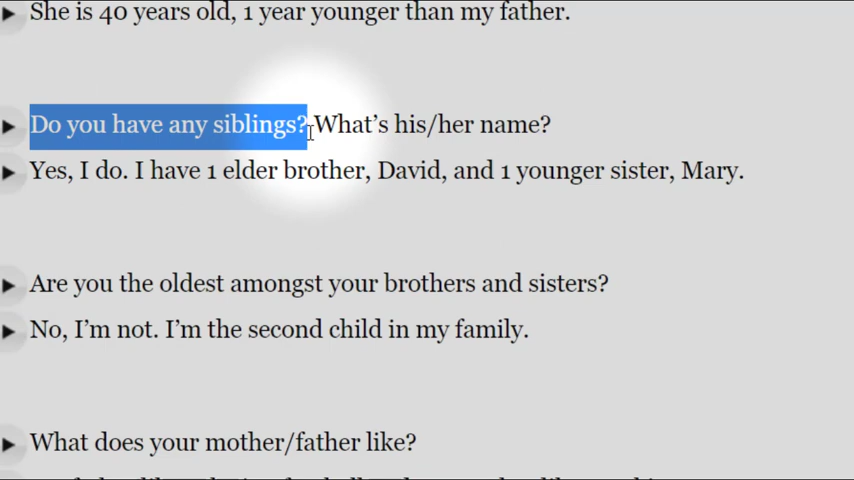 She is 40 years old, 1 year younger than my father.
Do you have any siblings? What’s his/her name?
Yes, I do. I have 1 elder brother, David, and 1 younger sister, Mary.
Are you the oldest amongst your brothers and sisters?
No, I’m not. I’m the second child in my family.
What does your mother/father like?